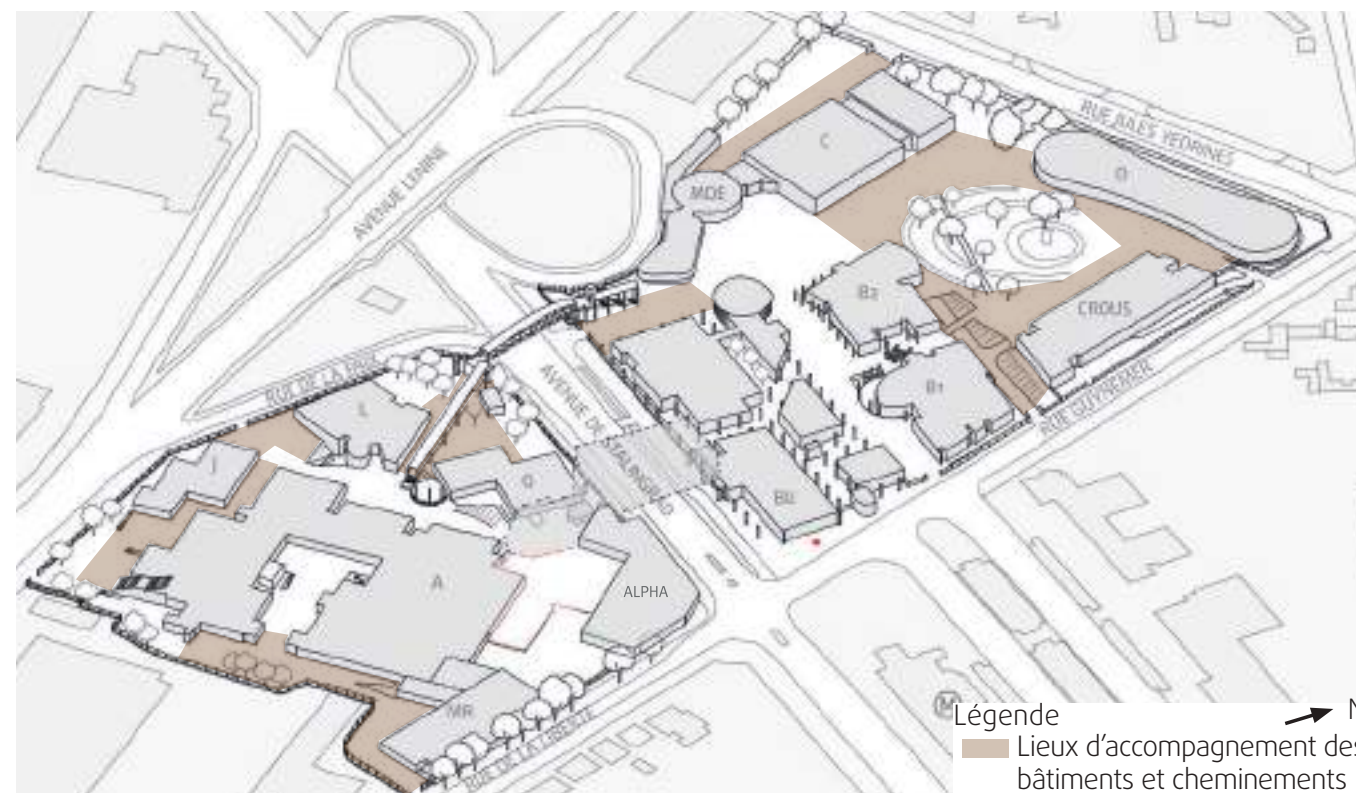 RUE JULES VEDRINES
AVENUE LENINE
C
D
MDE
B2
CROUS
B1
RUE GUYNEMER
AVENUE DE STALINGRAD
L
J
G
A
ALPHA
MR
RUE DE LA LIBERTE
M
Légende
N
Lieux d’accompagnement des
bâtiments et cheminements